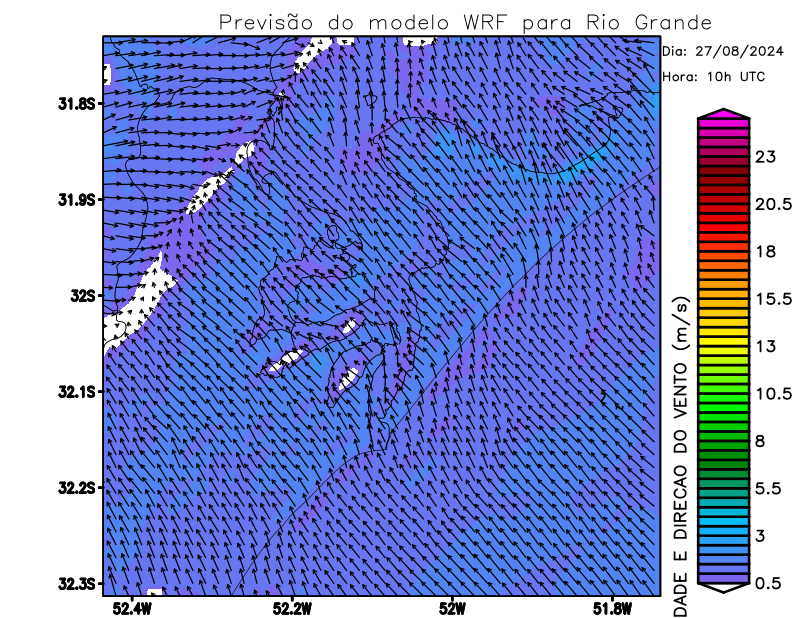 Previsão do modelo WRF para Rio Grande
Dia: 27/08/2024
Hora: 10h UTC
31.8S
31.9S
32S
32.1S
32.2S
32.3S
52.4W
52.2W
52W
51.8W
23
20.5
18
15.5
13
10.5
8
5.5
3
0.5
DADE E DIRECAO DO VENTO (m/s)